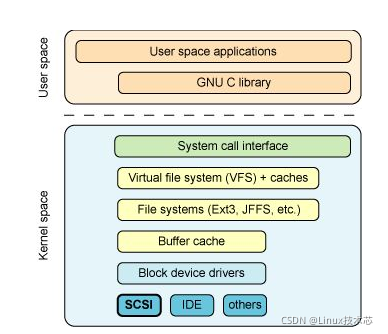 User space
User space applications
GNU C library
Kernel space
System call interface
Virtual file system (VFS) + caches
File systems (Ext3, JFFS, etc.)
Buffer cache
Block device drivers
SCSI
IDE
others
CSDN @Linux技术芯